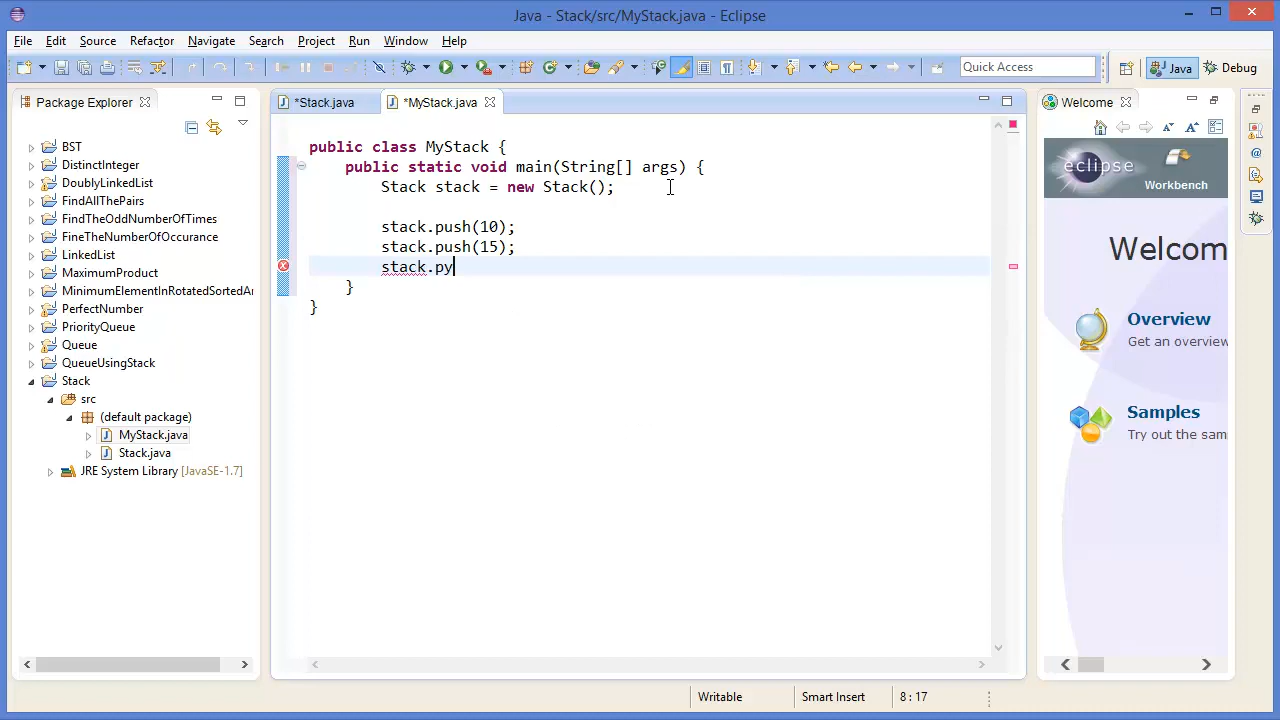 Java - Stack/src/MyStack.java - Eclipse
File Edit Source Refactor Navigate Search Project Run Window Help
Quick Access
Java
Debug
Package Explorer
*Stack.java
*MyStack.java
Welcome
BST
DistinctInteger
DoublyLinkedList
FindAllThePairs
FindTheOddNumberOfTimes
FineTheNumberOfOccurance
LinkedList
MaximumProduct
MinimumElementInRotatedSortedAr
PerfectNumber
PriorityQueue
Queue
QueueUsingStack
Stack
src
(default package)
MyStack.java
Stack.java
JRE System Library [JavaSE-1.7]
public class MyStack {
public static void main(String[] args) {
Stack stack = new Stack();
stack.push(10);
stack.push(15);
stack.py
}
}
eclipse
Workbench
Welcom
Overview
Get an overview
Samples
Try out the sam
Writable
Smart Insert
8 : 17